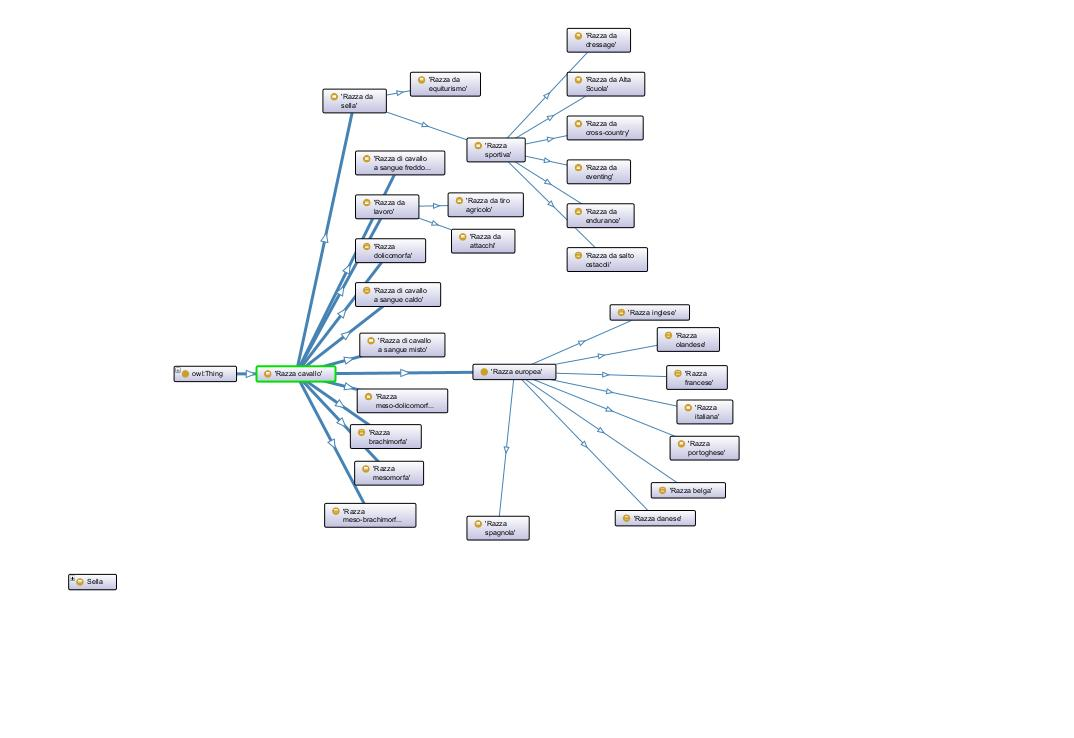 'Razza da
dressage'
'Razza da
equiturismo'
'Razza da Alta
Scuola'
'Razza da
sella'
'Razza da
cross-country'
'Razza
sportiva'
'Razza di cavallo
a sangue freddo...
'Razza da
eventing'
'Razza da
lavoro'
'Razza da tiro
agricolo'
'Razza da
endurance'
'Razza da
attacchi'
'Razza
dolicomorfa'
'Razza da salto
ostacoli'
'Razza di cavallo
a sangue caldo'
'Razza inglese'
'Razza
olandese'
'Razza di cavallo
a sangue misto'
owl:Thing
'Razza cavallo'
'Razza europea'
'Razza
francese'
'Razza
meso-dolicomorf...
'Razza
italiana'
'Razza
brachimorfa'
'Razza
portoghese'
'Razza
mesomorfa'
'Razza belga'
'Razza
meso-brachimorf...
'Razza danese'
'Razza
spagnola'
Sella